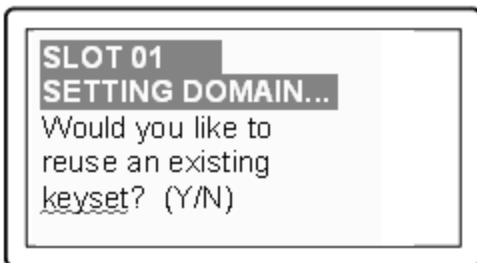 SLOT 01
SETTING DOMAIN...
Would you like to
reuse an existing
keyset? (Y/N)